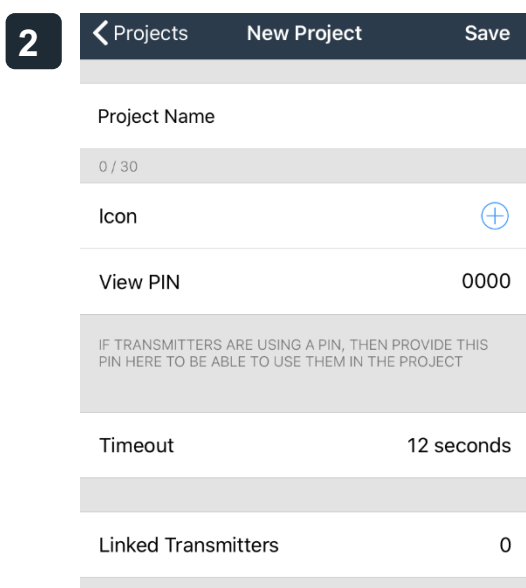 2
Projects New Project Save
Project Name
0 / 30
Icon
View PIN 0000
IF TRANSMITTERS ARE USING A PIN, THEN PROVIDE THIS
PIN HERE TO BE ABLE TO USE THEM IN THE PROJECT
Timeout 12 seconds
Linked Transmitters 0